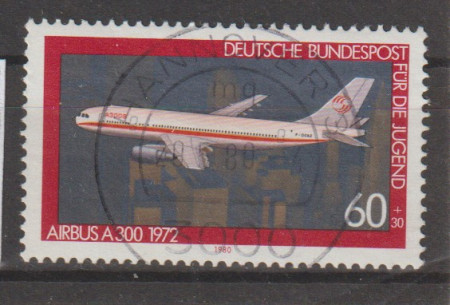 DEUTSCHE BUNDESPOST
FÜR DIE JUGEND
60
+ 30
AIRBUS A300 1972
1980